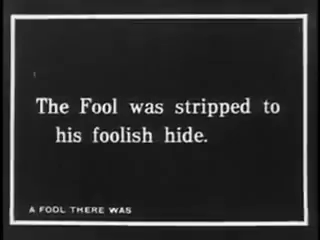 The Fool was stripped to
his foolish hide.
A FOOL THERE WAS